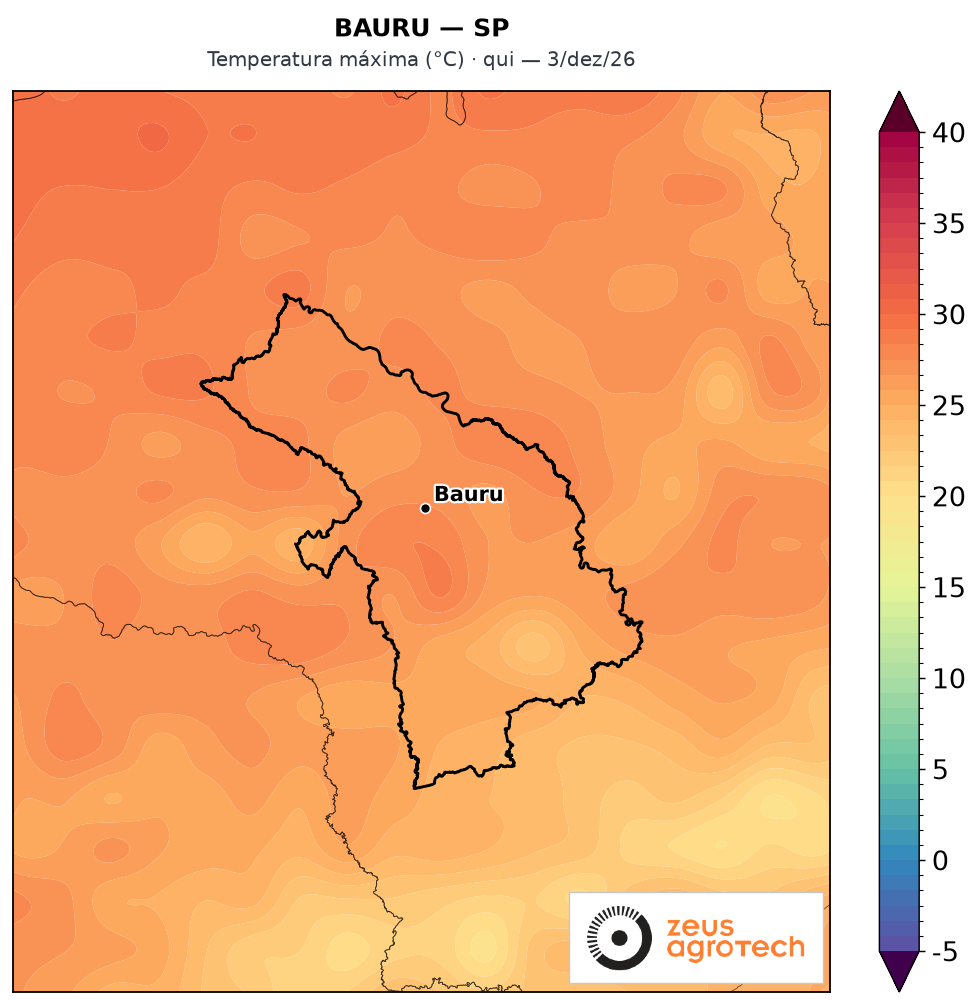 BAURU — SP
Temperatura máxima (°C) · qui — 3/dez/26
40
35
30
25
20
15
10
5
0
-5
Bauru
zeus
agrotech